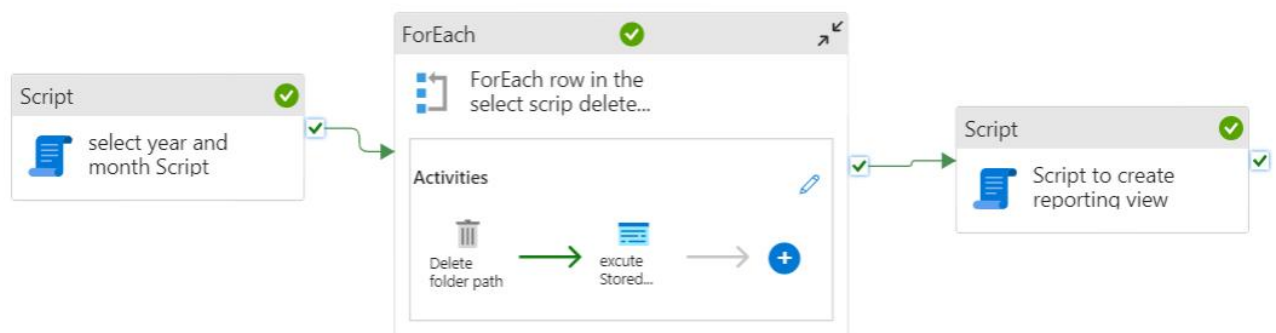 Script
select year and
month Script
ForEach
ForEach row in the
select scrip delete...
Activities
Delete
folder path
excute
Stored...
Script
Script to create
reporting view